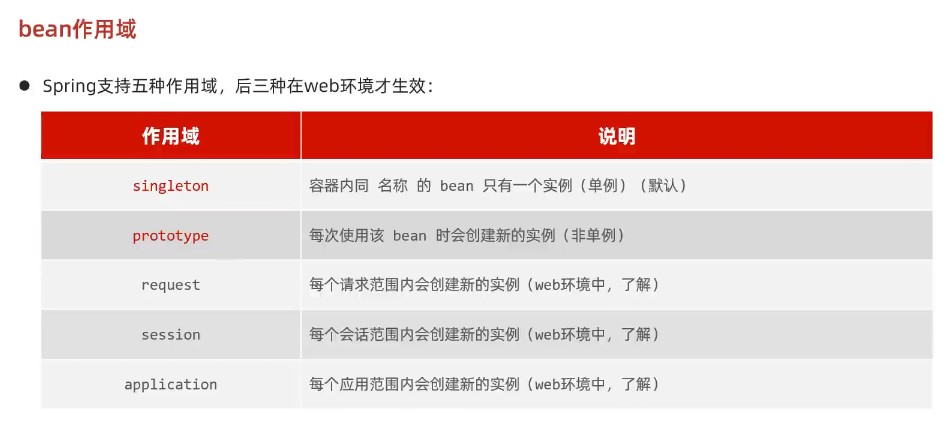 bean作用域
● Spring支持五种作用域，后三种在web环境才生效：
作用域 说明
singleton 容器内同 名称 的 bean 只有一个实例（单例）（默认）
prototype 每次使用该 bean 时会创建新的实例（非单例）
request 每个请求范围内会创建新的实例（web环境中，了解）
session 每个会话范围内会创建新的实例（web环境中，了解）
application 每个应用范围内会创建新的实例（web环境中，了解）